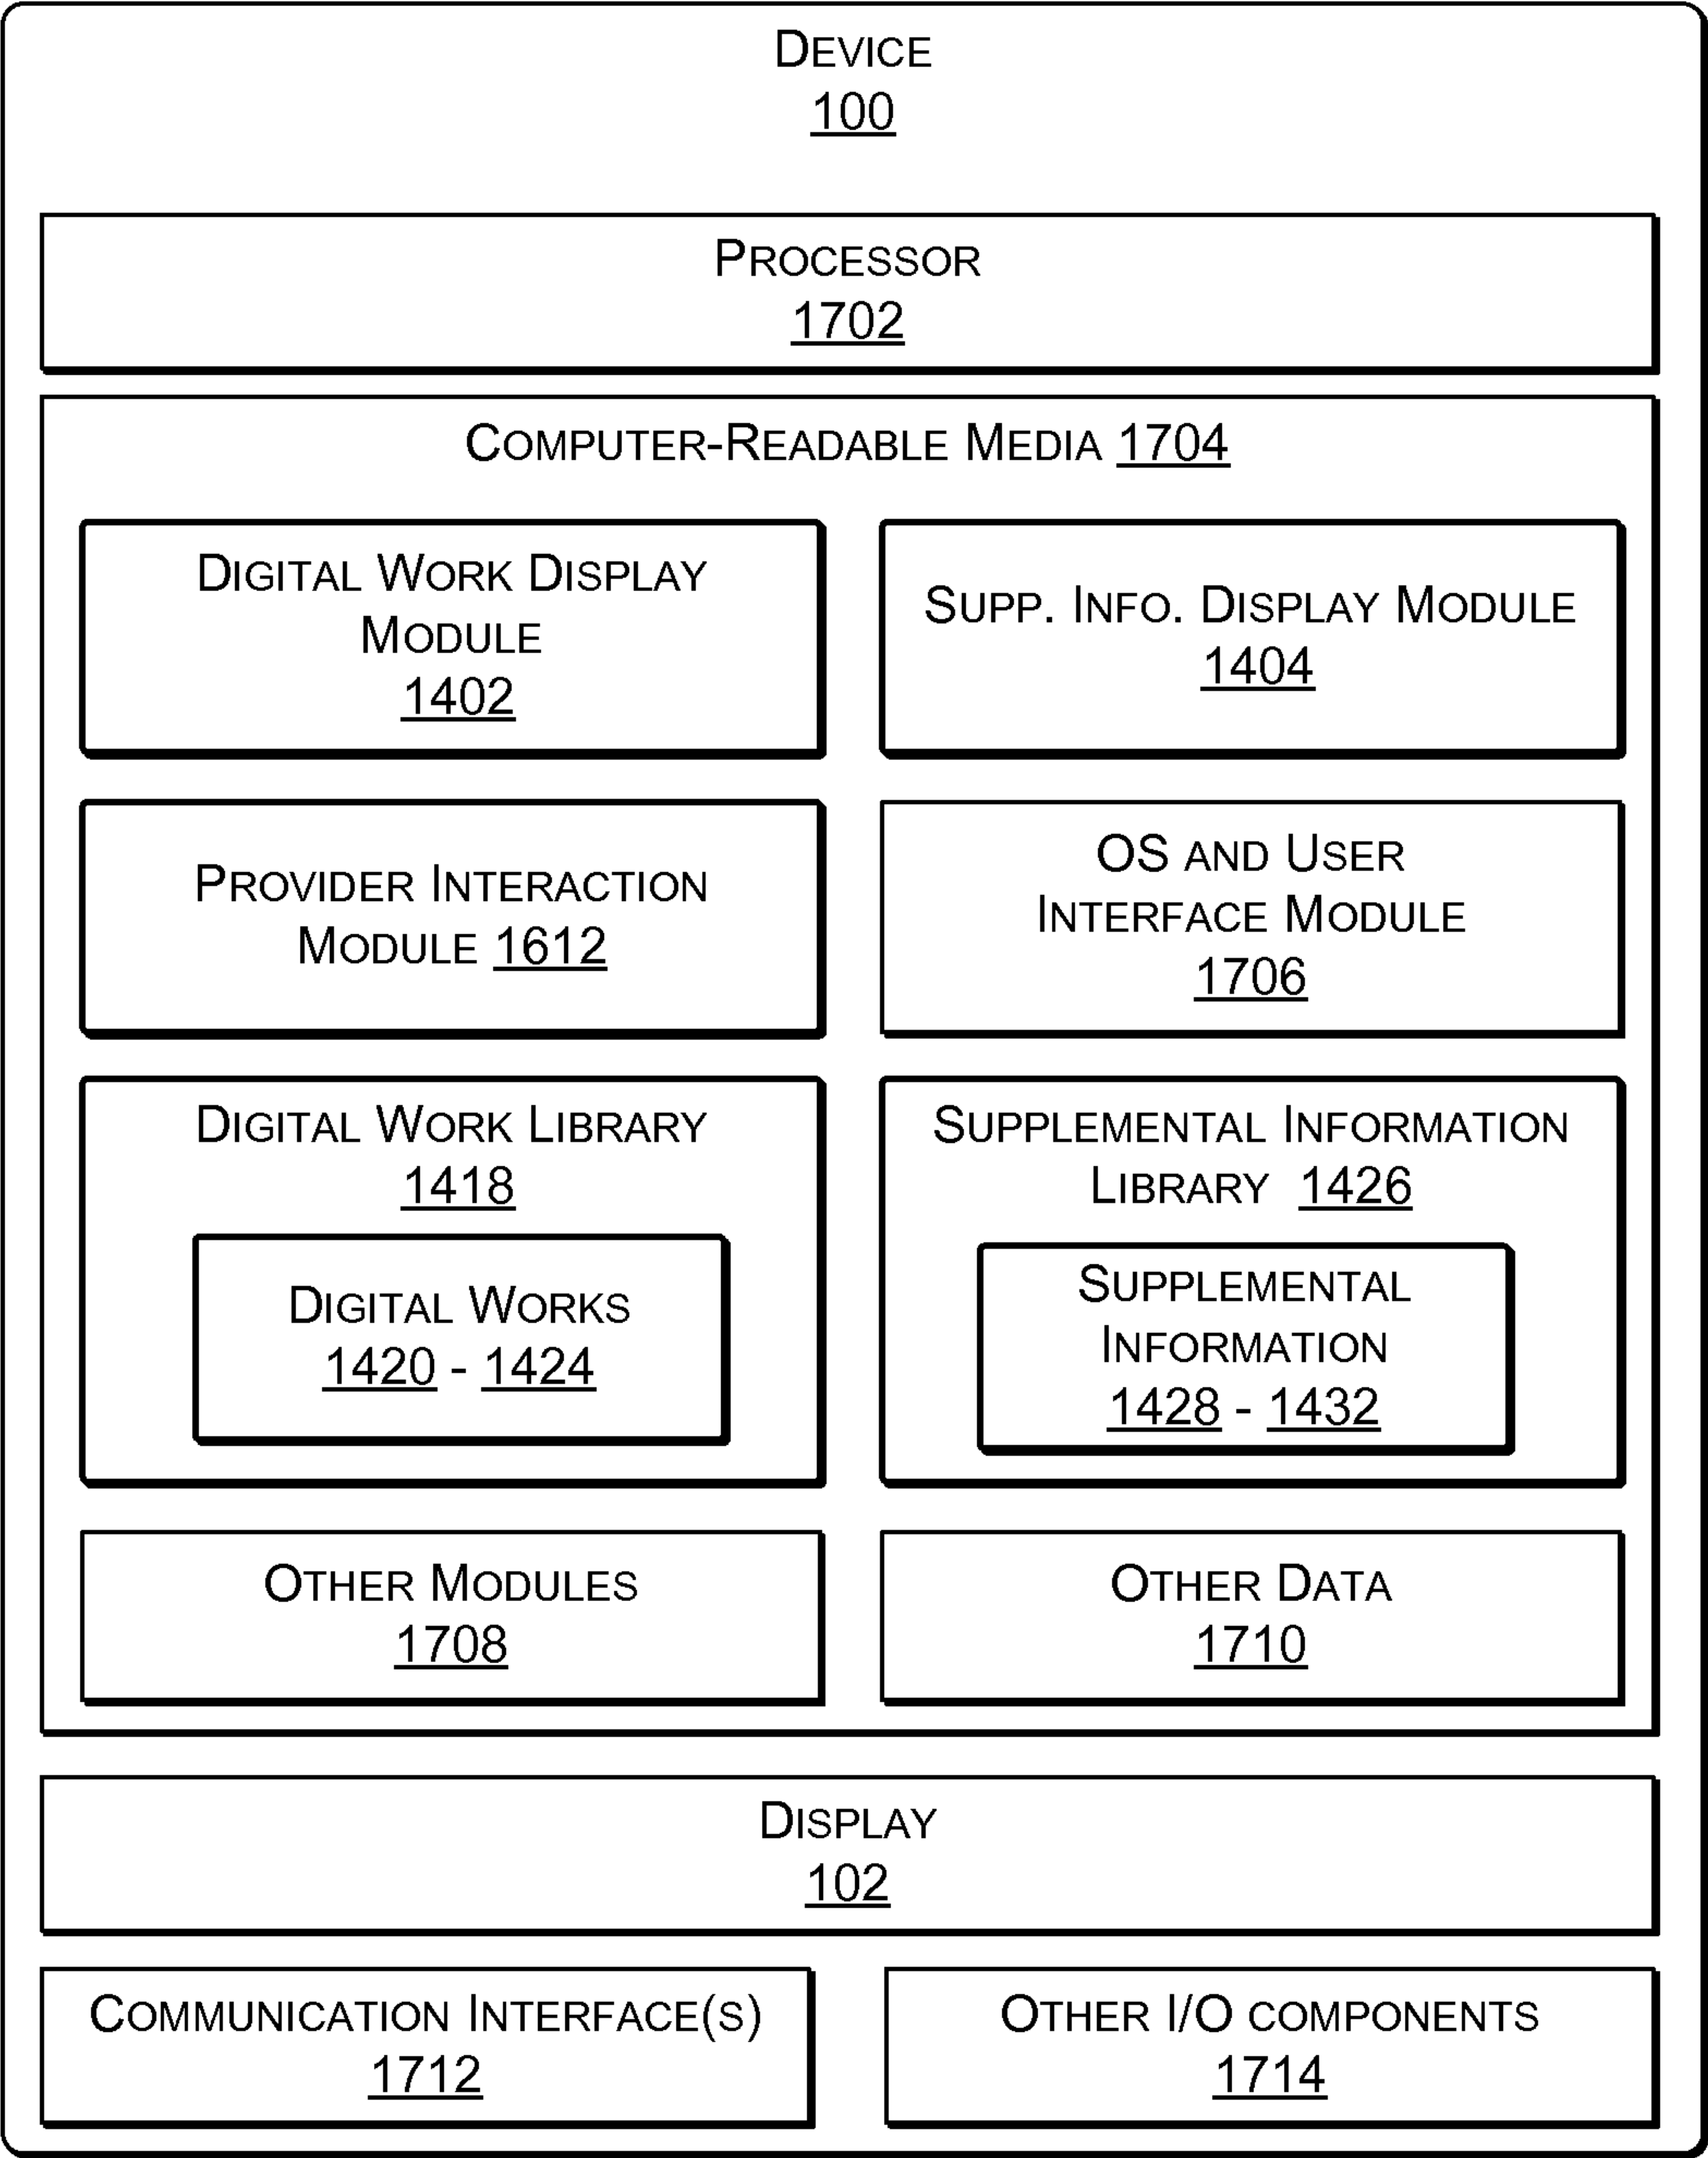 DEVICE
100
PROCESSOR
1702
COMPUTER-READABLE MEDIA 1704
DIGITAL WORK DISPLAY
MODULE
1402
SUPP. INFO. DISPLAY MODULE
1404
PROVIDER INTERACTION
MODULE 1612
OS AND USER
INTERFACE MODULE
1706
DIGITAL WORK LIBRARY
1418
DIGITAL WORKS
1420 - 1424
SUPPLEMENTAL INFORMATION
LIBRARY 1426
SUPPLEMENTAL
INFORMATION
1428 - 1432
OTHER MODULES
1708
OTHER DATA
1710
DISPLAY
102
COMMUNICATION INTERFACE(S)
1712
OTHER I/O COMPONENTS
1714